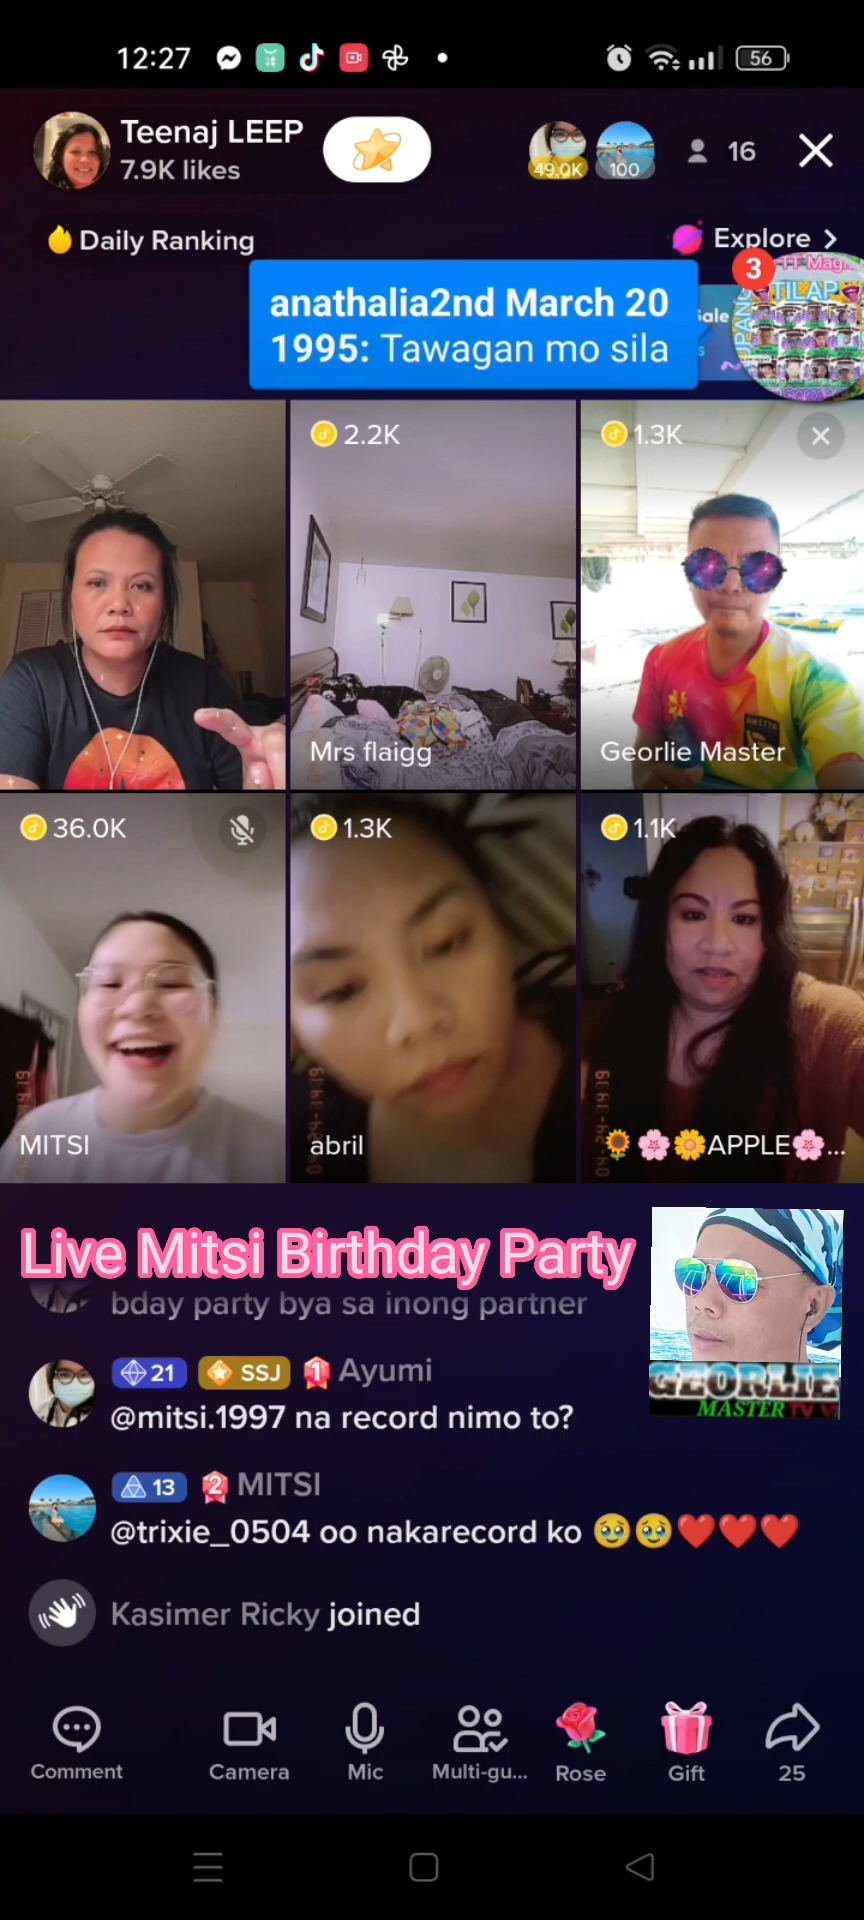 12:27
56
Teenaj LEEP
7.9K likes
49.0K
100
16
Daily Ranking
Explore
3
anathalia2nd March 20
1995: Tawagan mo sila
TILAP
2.2K
1.3K
Mrs flaigg
Georlie Master
36.0K
1.3K
1.1K
MITSI
abril
🌻🌸🌼APPLE🌸...
Live Mitsi Birthday Party
bday party bya sa inong partner
21 SSJ 1 Ayumi
@mitsi.1997 na record nimo to?
GEORLIE
MASTER TV
13 2 MITSI
@trixie_0504 oo nakarecord ko 🥹🥹❤️❤️❤️
Kasimer Ricky joined
Comment
Camera
Mic
Multi-gu...
Rose
Gift
25